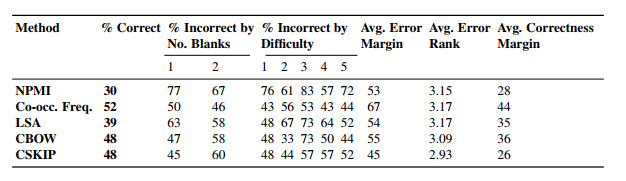 Method % Correct % Incorrect by % Incorrect by Avg. Error Avg. Error Avg. Correctness
No. Blanks Difficulty Margin Rank Margin
1 2 1 2 3 4 5
NPMI 30 77 67 76 61 83 57 72 53 3.15 28
Co-occ. Freq. 52 50 46 43 56 53 43 44 67 3.17 44
LSA 39 63 58 48 67 73 64 52 54 3.17 35
CBOW 48 47 58 48 33 73 50 44 55 3.09 36
CSKIP 48 45 60 48 44 57 57 52 45 2.93 26